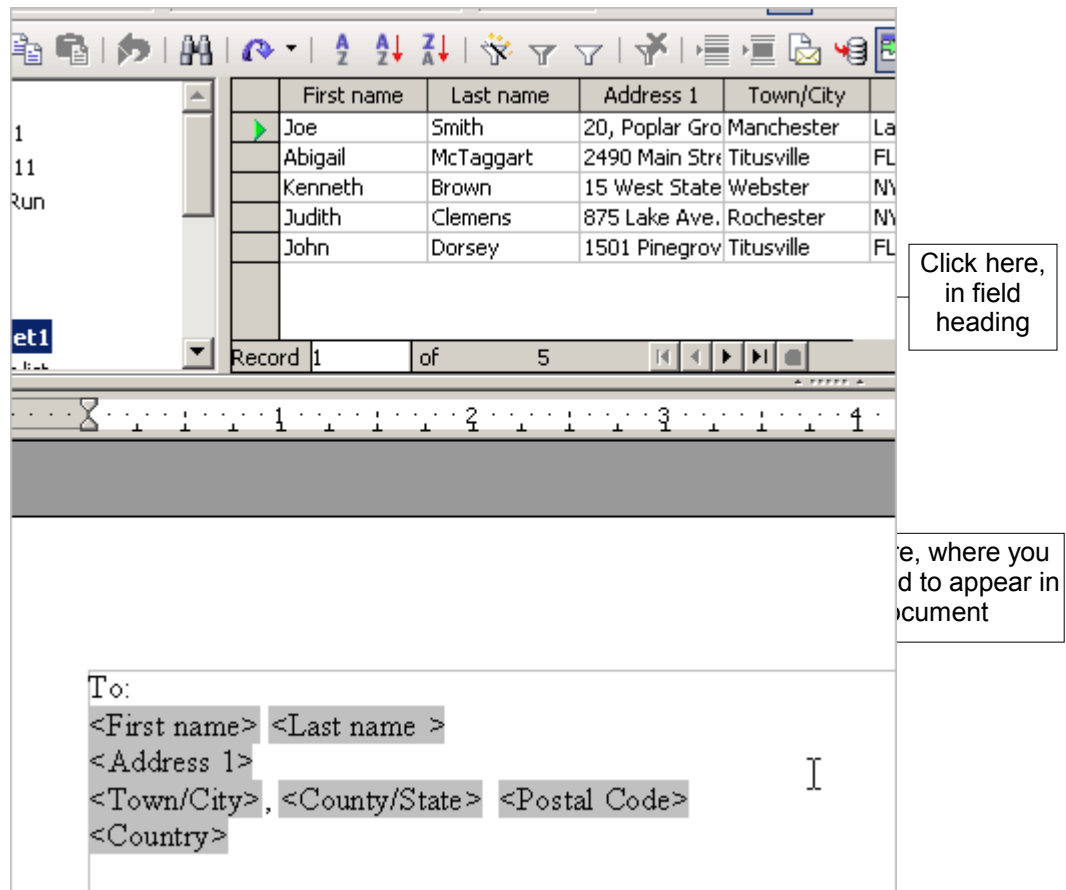 First name Last name Address 1 Town/City
1 Joe Smith 20, Poplar Gro Manchester La
11 Abigail McTaggart 2490 Main Stre Titusville FL
Run Kenneth Brown 15 West State Webster NY
Judith Clemens 875 Lake Ave. Rochester NY
John Dorsey 1501 Pinegrov Titusville FL
Click here,
in field
heading
et1
Record 1 of 5
1 2 3 4
re, where you
d to appear in
ocument
To:
<First name> <Last name >
<Address 1>
<Town/City>, <County/State> <Postal Code>
<Country>